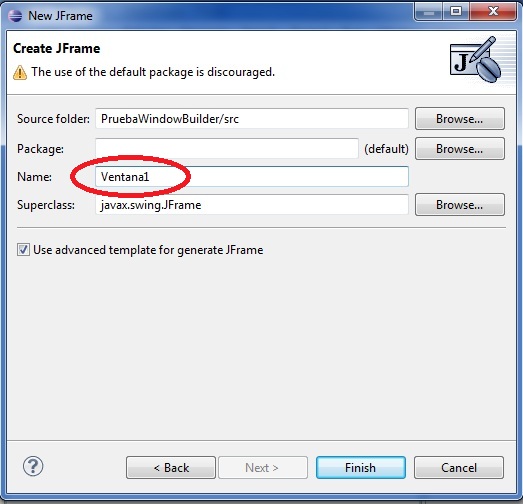 New JFrame
Create JFrame
The use of the default package is discouraged.
Source folder: PruebaWindowBuilder/src Browse...
Package: (default) Browse...
Name: Ventana1
Superclass: javax.swing.JFrame Browse...
Use advanced template for generate JFrame
? < Back Next > Finish Cancel